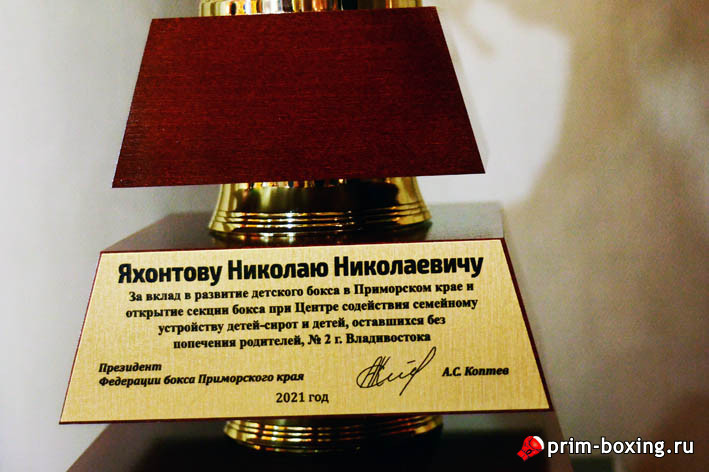 Яхонтову Николаю Николаевичу
За вклад в развитие детского бокса в Приморском крае и
открытие секции бокса при Центре содействия семейному
устройству детей-сирот и детей, оставшихся без
попечения родителей, № 2 г. Владивостока
Президент
Федерации бокса Приморского края
А.С. Коптев
2021 год
prim-boxing.ru